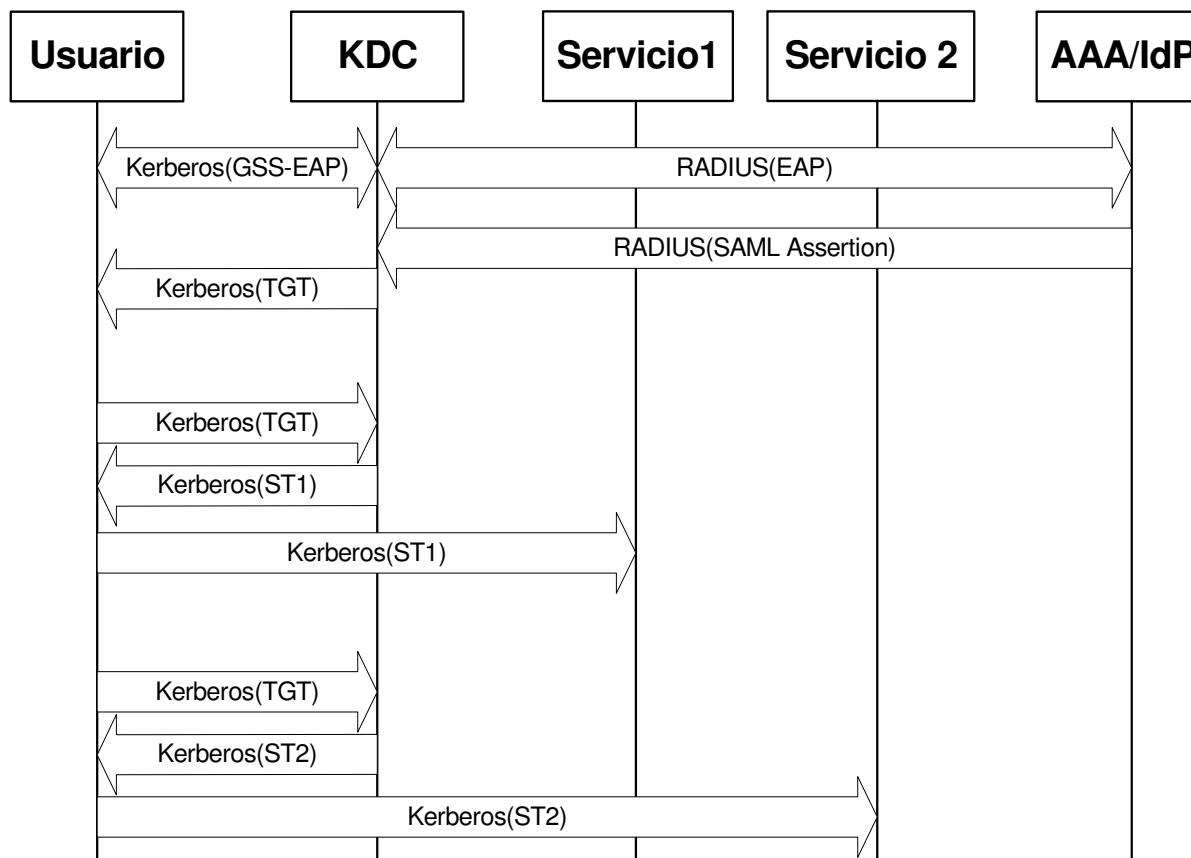 Usuario
KDC
Servicio1
Servicio 2
AAA/IdP
Kerberos(GSS-EAP)
RADIUS(EAP)
RADIUS(SAML Assertion)
Kerberos(TGT)
Kerberos(TGT)
Kerberos(ST1)
Kerberos(ST1)
Kerberos(TGT)
Kerberos(ST2)
Kerberos(ST2)